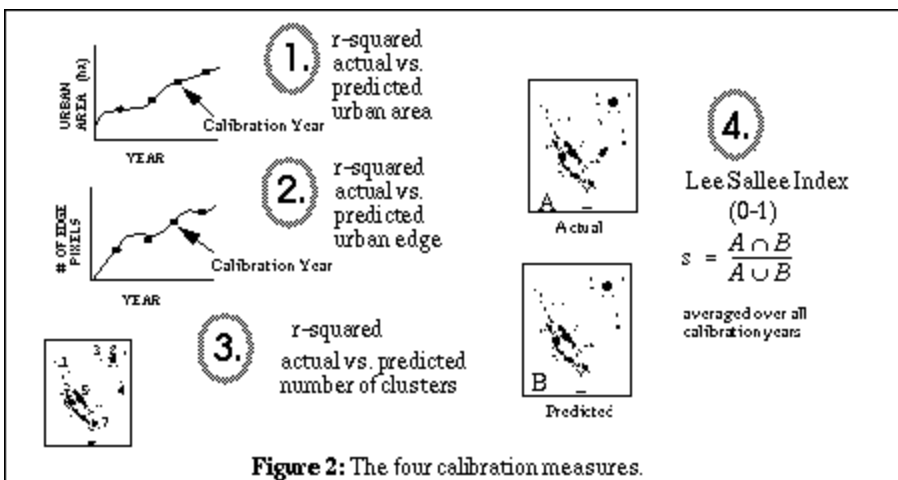 URBAN
AREA (ha)
Calibration Year
YEAR
1.
r-squared
actual vs.
predicted
urban area
# OF EDGE
PIXELS
Calibration Year
YEAR
2.
r-squared
actual vs.
predicted
urban edge
1 3
4
5
7
3.
r-squared
actual vs. predicted
number of clusters
A
Actual
B
Predicted
4.
Lee Sallee Index
(0-1)
s = A ∩ B
A ∪ B
averaged over all
calibration years
Figure 2: The four calibration measures.